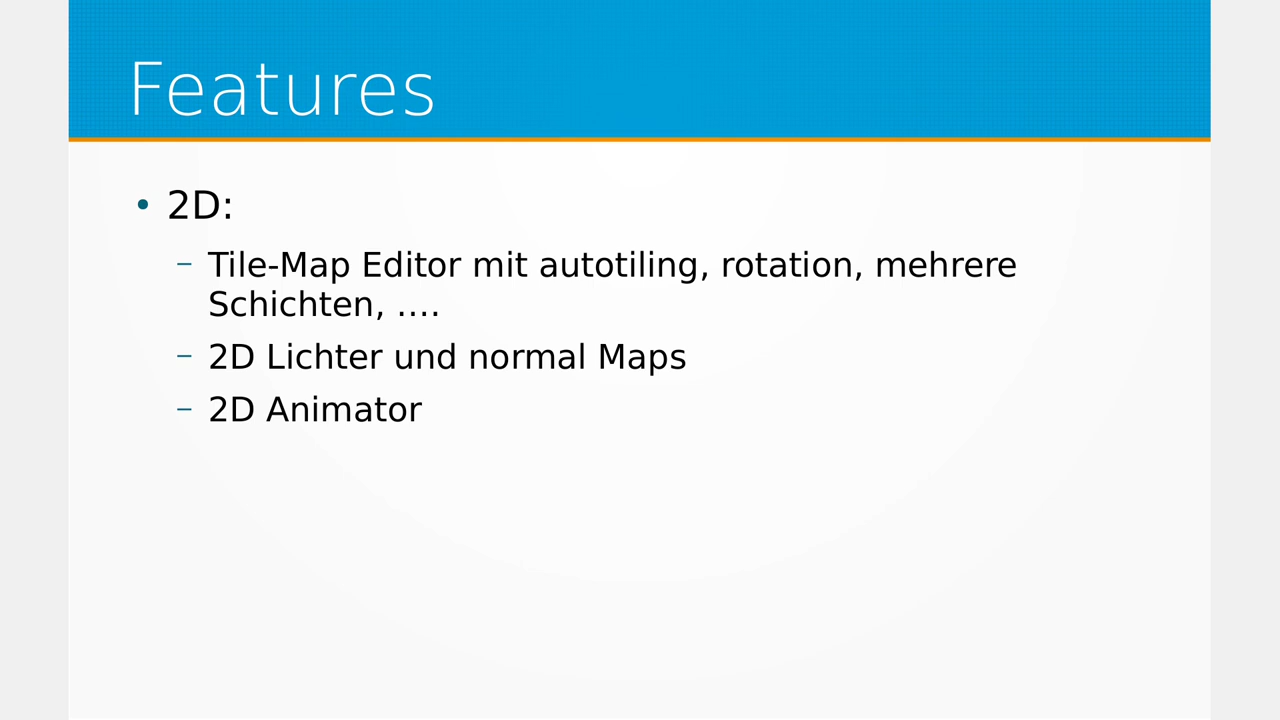 Features
• 2D:
– Tile-Map Editor mit autotiling, rotation, mehrere
Schichten, ....
– 2D Lichter und normal Maps
– 2D Animator